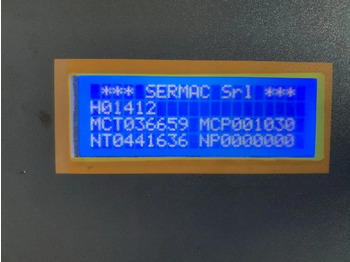 *** SERMAC Srl ***
H01412
MCT036659 MCP001030
NT0441636 NP0000000